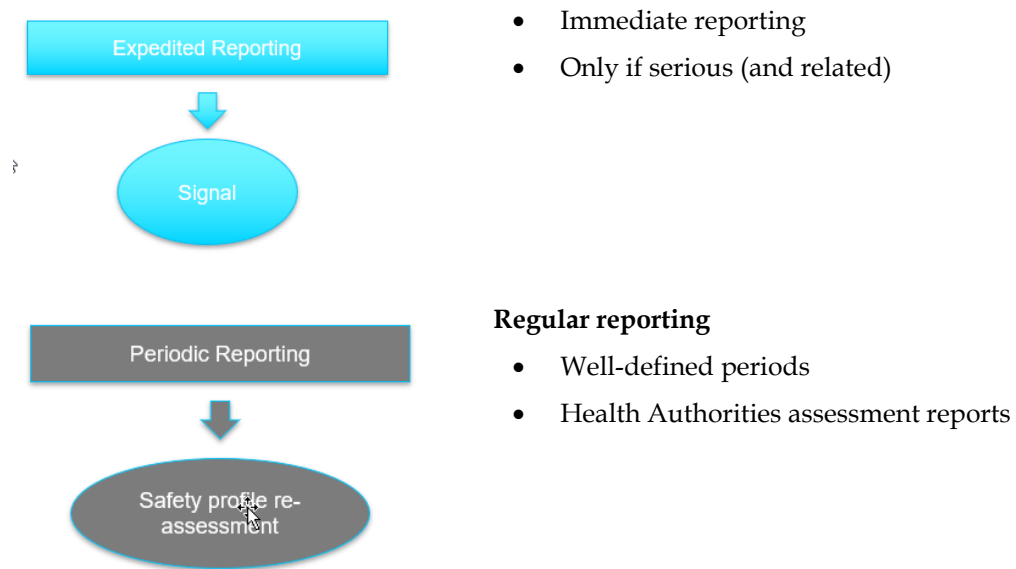 Expedited Reporting
Signal
• Immediate reporting
• Only if serious (and related)
Periodic Reporting
Safety profile re-
assessment
Regular reporting
• Well-defined periods
• Health Authorities assessment reports